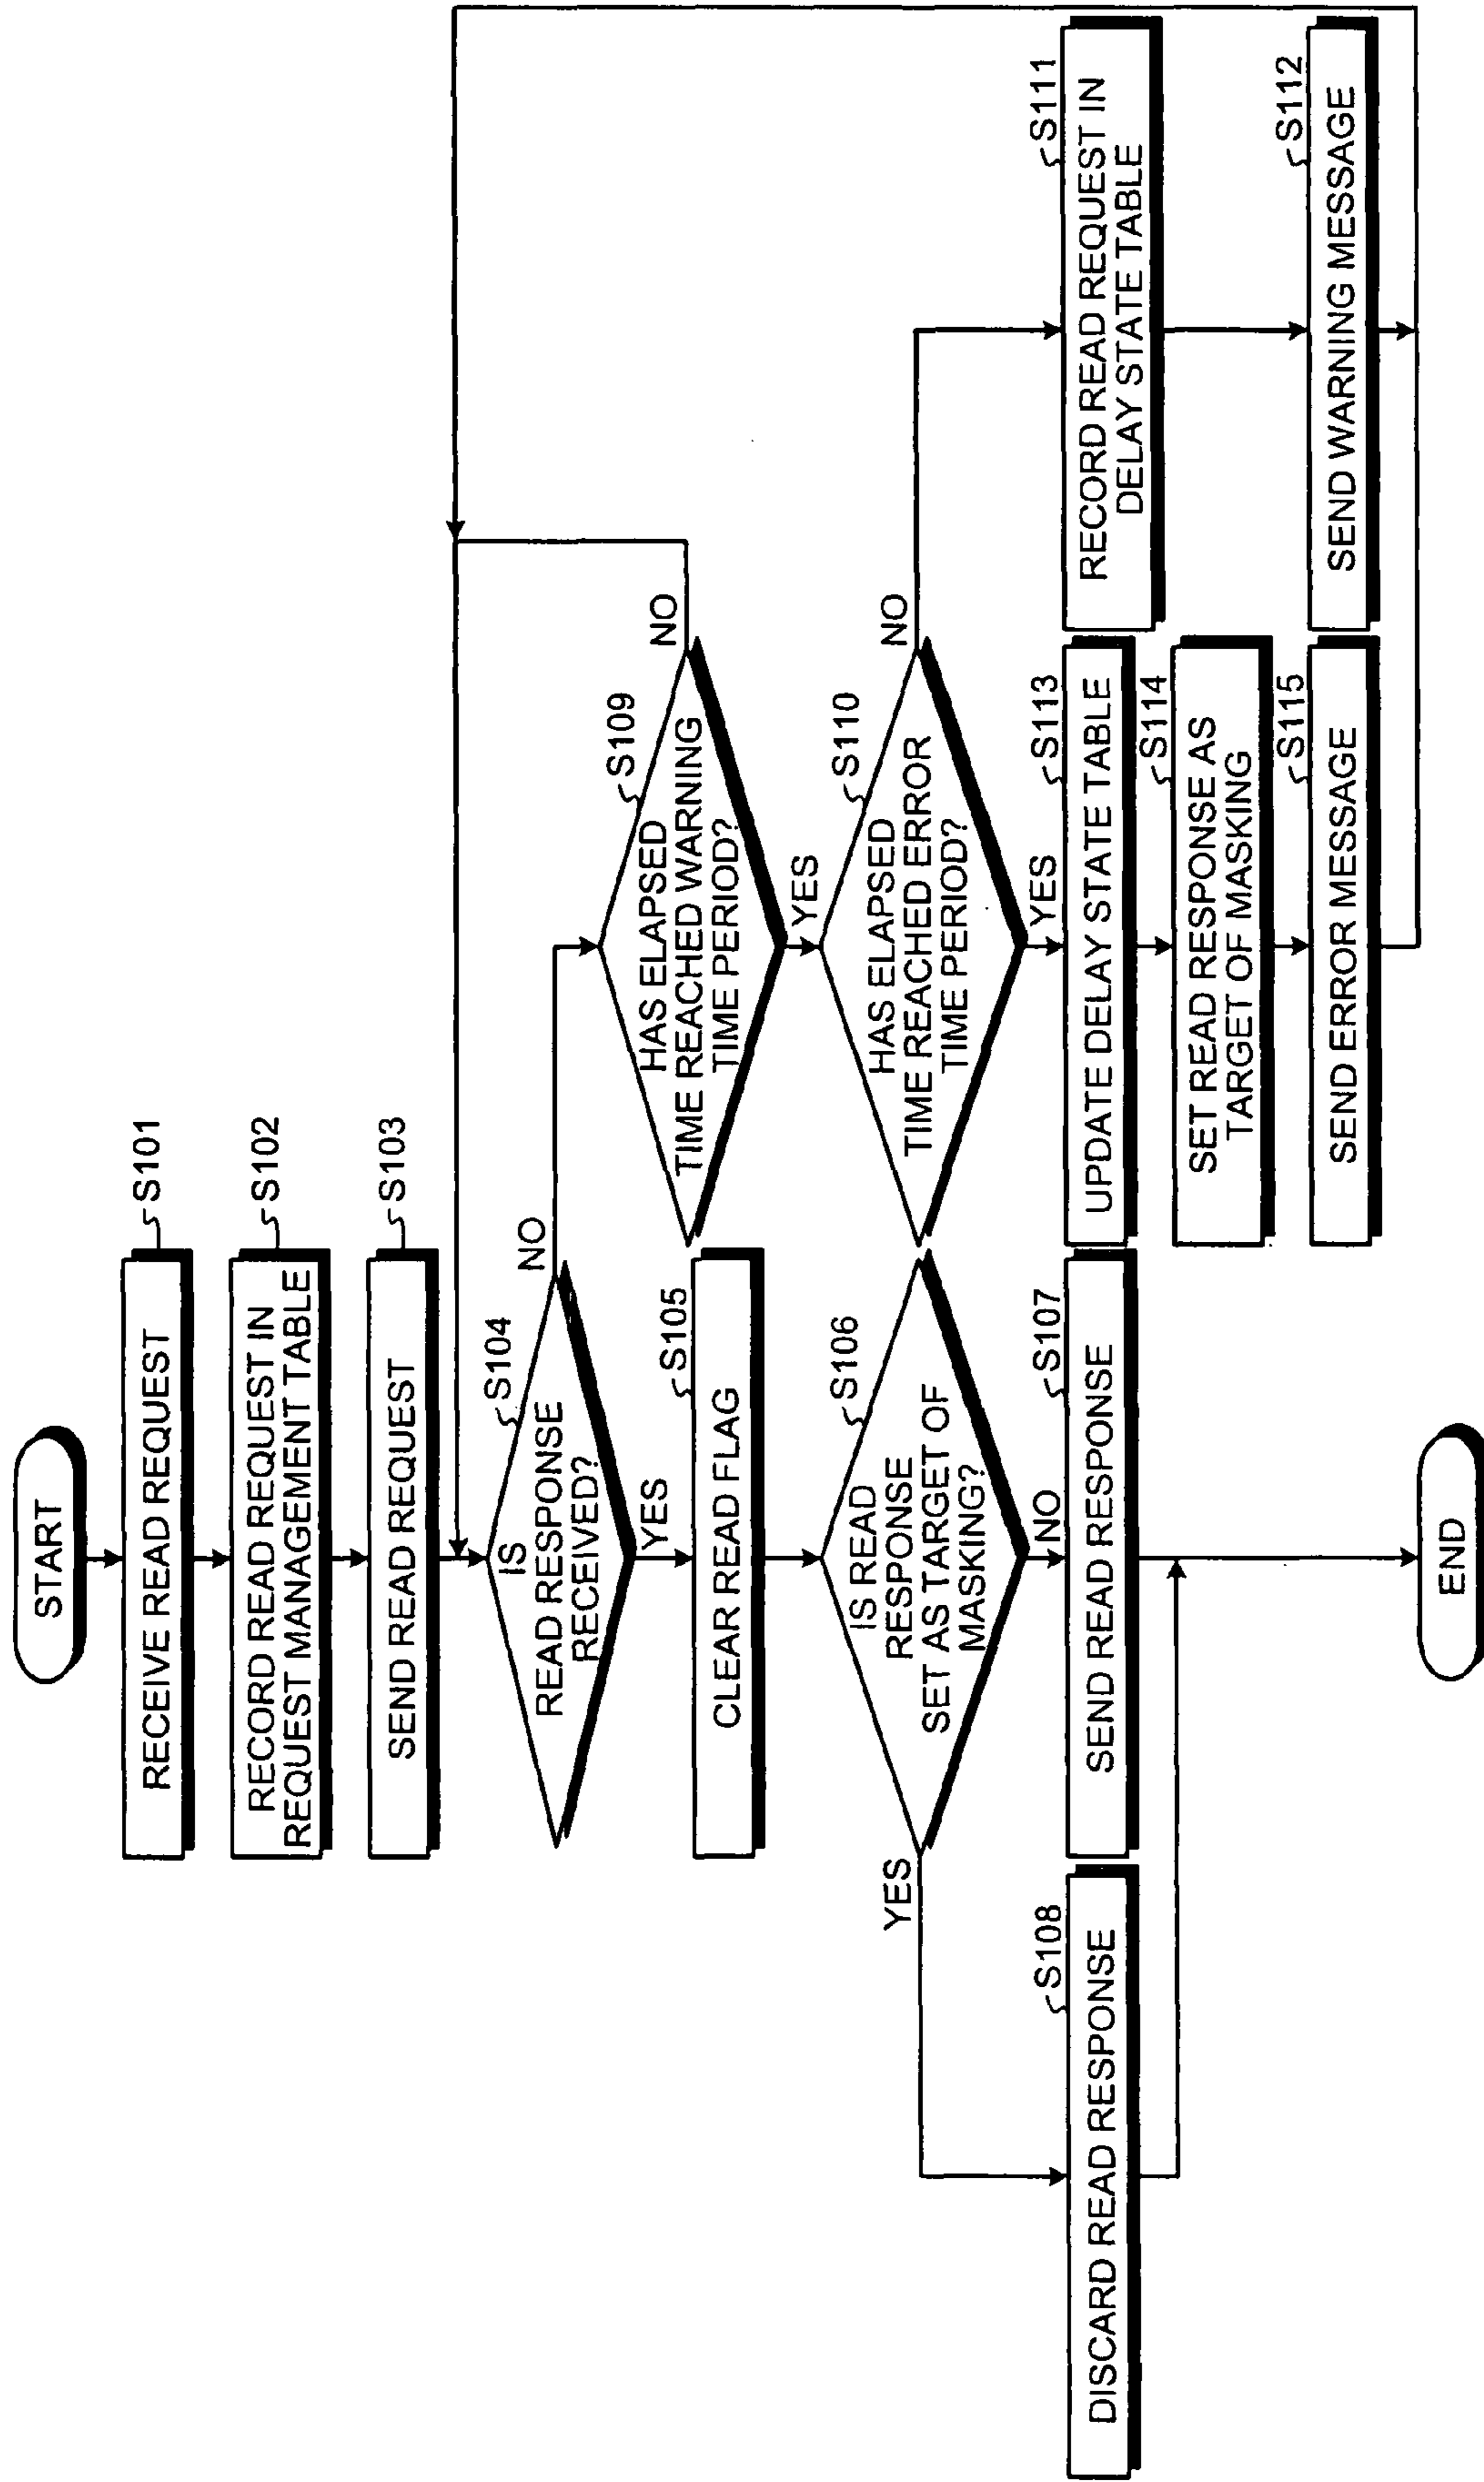 START
RECEIVE READ REQUEST
S101
RECORD READ REQUEST IN
REQUEST MANAGEMENT TABLE
S102
SEND READ REQUEST
S103
IS
READ RESPONSE
RECEIVED?
S104
NO
YES
CLEAR READ FLAG
S105
IS READ
RESPONSE
SET AS TARGET OF
MASKING?
S106
YES
NO
SEND READ RESPONSE
S107
DISCARD READ RESPONSE
S108
HAS ELAPSED
TIME REACHED WARNING
TIME PERIOD?
S109
NO
YES
HAS ELAPSED
TIME REACHED ERROR
TIME PERIOD?
S110
NO
YES
RECORD READ REQUEST IN
DELAY STATE TABLE
S111
SEND WARNING MESSAGE
S112
UPDATE DELAY STATE TABLE
S113
SET READ RESPONSE AS
TARGET OF MASKING
S114
SEND ERROR MESSAGE
S115
END